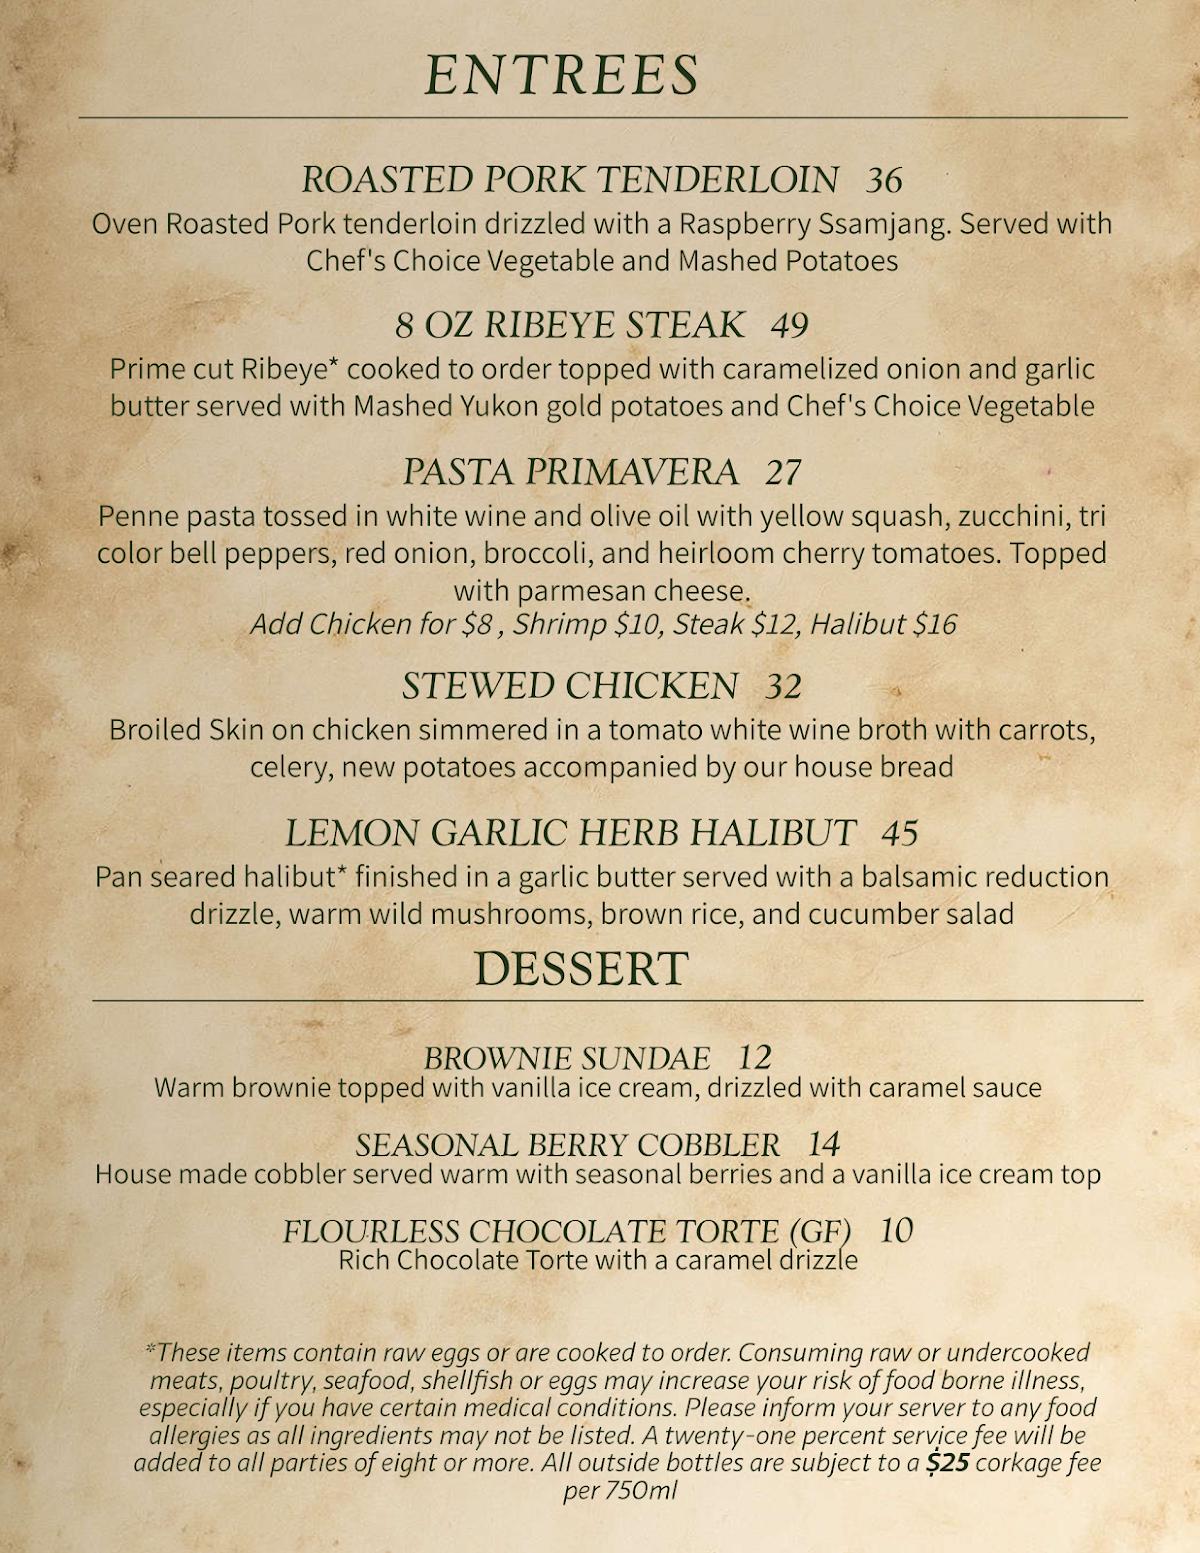 ENTREES
ROASTED PORK TENDERLOIN 36
Oven Roasted Pork tenderloin drizzled with a Raspberry Ssamjang. Served with
Chef's Choice Vegetable and Mashed Potatoes
8 OZ RIBEYE STEAK 49
Prime cut Ribeye* cooked to order topped with caramelized onion and garlic
butter served with Mashed Yukon gold potatoes and Chef's Choice Vegetable
PASTA PRIMAVERA 27
Penne pasta tossed in white wine and olive oil with yellow squash, zucchini, tri
color bell peppers, red onion, broccoli, and heirloom cherry tomatoes. Topped
with parmesan cheese.
Add Chicken for $8 , Shrimp $10, Steak $12, Halibut $16
STEWED CHICKEN 32
Broiled Skin on chicken simmered in a tomato white wine broth with carrots,
celery, new potatoes accompanied by our house bread
LEMON GARLIC HERB HALIBUT 45
Pan seared halibut* finished in a garlic butter served with a balsamic reduction
drizzle, warm wild mushrooms, brown rice, and cucumber salad
DESSERT
BROWNIE SUNDAE 12
Warm brownie topped with vanilla ice cream, drizzled with caramel sauce
SEASONAL BERRY COBBLER 14
House made cobbler served warm with seasonal berries and a vanilla ice cream top
FLOURLESS CHOCOLATE TORTE (GF) 10
Rich Chocolate Torte with a caramel drizzle
*These items contain raw eggs or are cooked to order. Consuming raw or undercooked
meats, poultry, seafood, shellfish or eggs may increase your risk of food borne illness,
especially if you have certain medical conditions. Please inform your server to any food
allergies as all ingredients may not be listed. A twenty-one percent service fee will be
added to all parties of eight or more. All outside bottles are subject to a $25 corkage fee
per 750ml